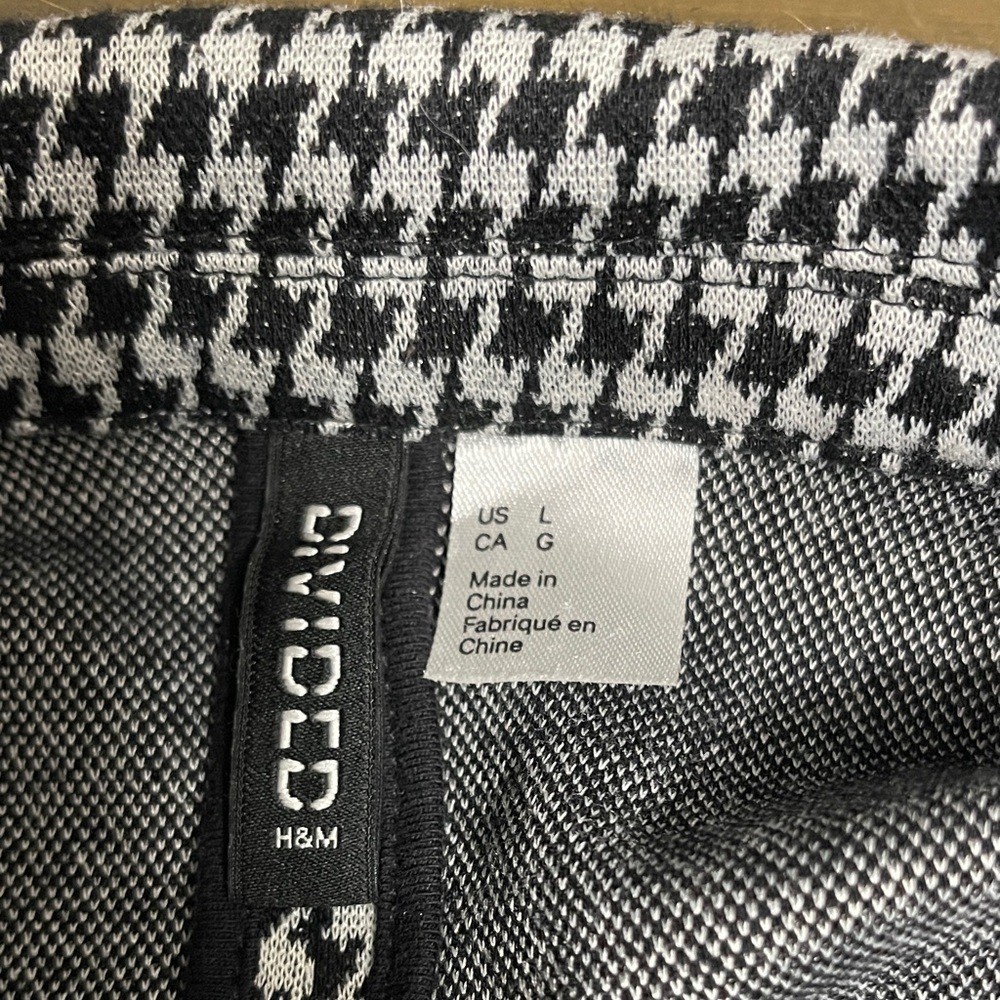 DIVIDED
H&M
US L
CA G
Made in
China
Fabriqué en
Chine